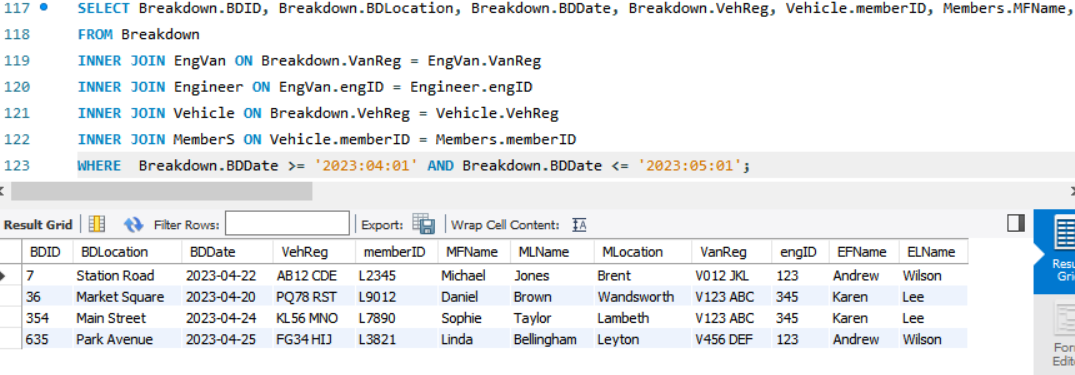 117 SELECT Breakdown.BDID, Breakdown.BDLocation, Breakdown.BDDate, Breakdown.VehReg, Vehicle.memberID, Members.MFName,
118 FROM Breakdown
119 INNER JOIN EngVan ON Breakdown.VanReg = EngVan.VanReg
120 INNER JOIN Engineer ON EngVan.engID = Engineer.engID
121 INNER JOIN Vehicle ON Breakdown.VehReg = Vehicle.VehReg
122 INNER JOIN MemberS ON Vehicle.memberID = Members.memberID
123 WHERE Breakdown.BDDate >= '2023:04:01' AND Breakdown.BDDate <= '2023:05:01';
Result Grid Filter Rows: Export: Wrap Cell Content:
BDID BDLocation BDDate VehReg memberID MFName MLName MLocation VanReg engID EFName ELName
7 Station Road 2023-04-22 AB12 CDE L2345 Michael Jones Brent V012 JKL 123 Andrew Wilson
36 Market Square 2023-04-20 PQ78 RST L9012 Daniel Brown Wandsworth V123 ABC 345 Karen Lee
354 Main Street 2023-04-24 KL56 MNO L7890 Sophie Taylor Lambeth V123 ABC 345 Karen Lee
635 Park Avenue 2023-04-25 FG34 HIJ L3821 Linda Bellingham Leyton V456 DEF 123 Andrew Wilson